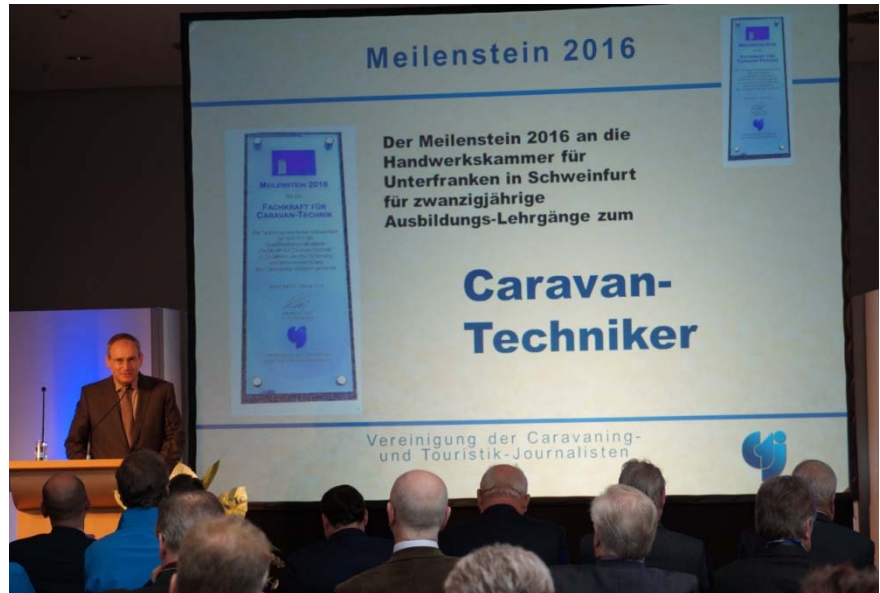 Meilenstein 2016
Der Meilenstein 2016 an die
Handwerkskammer für
Unterfranken in Schweinfurt
für zwanzigjährige
Ausbildungs-Lehrgänge zum
Caravan-
Techniker
MEILENSTEIN 2016
FACHKRAFT FÜR
CARAVAN-TECHNIK
Vereinigung der Caravaning-
und Touristik-Journalisten